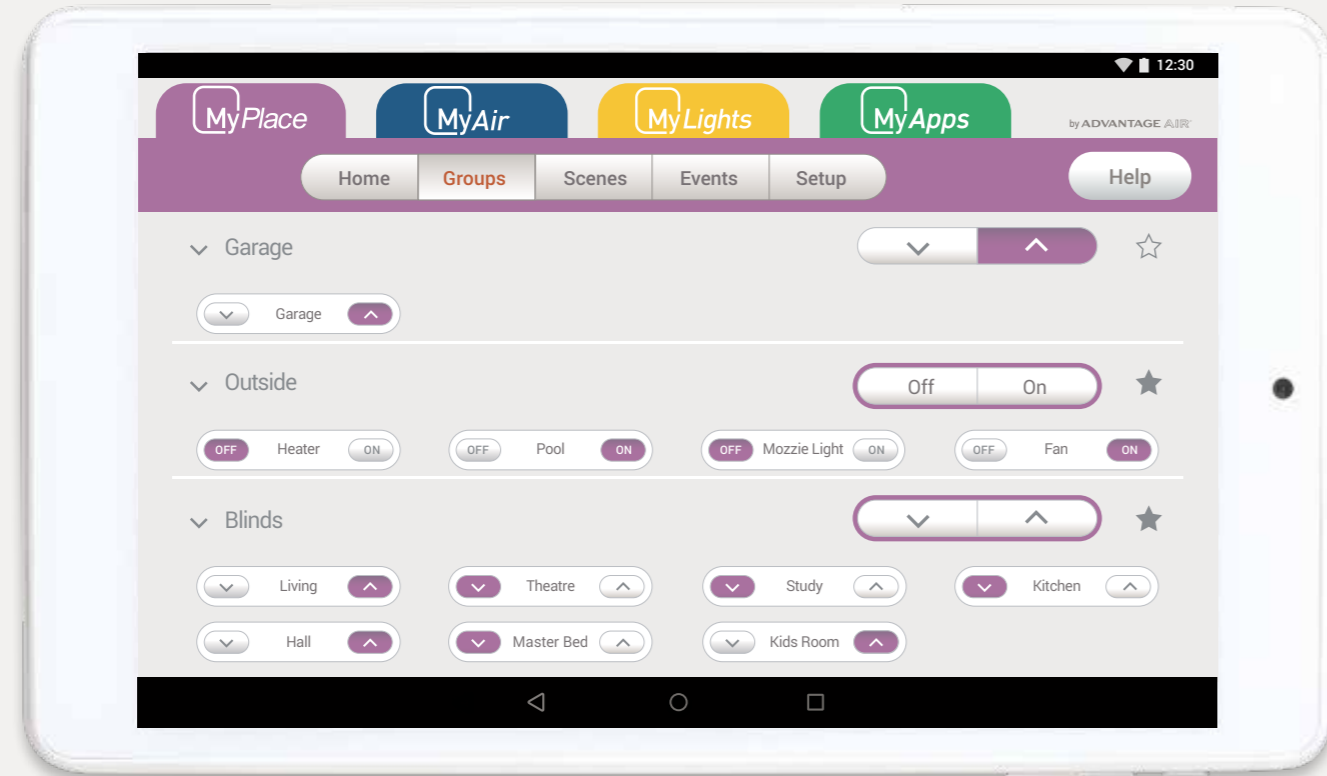 12:30
MyPlace MyAir MyLights MyApps by ADVANTAGE AIR
Home Groups Scenes Events Setup Help
Garage
Garage
Outside Off On
OFF Heater ON OFF Pool ON OFF Mozzie Light ON OFF Fan ON
Blinds
Living Theatre Study Kitchen
Hall Master Bed Kids Room